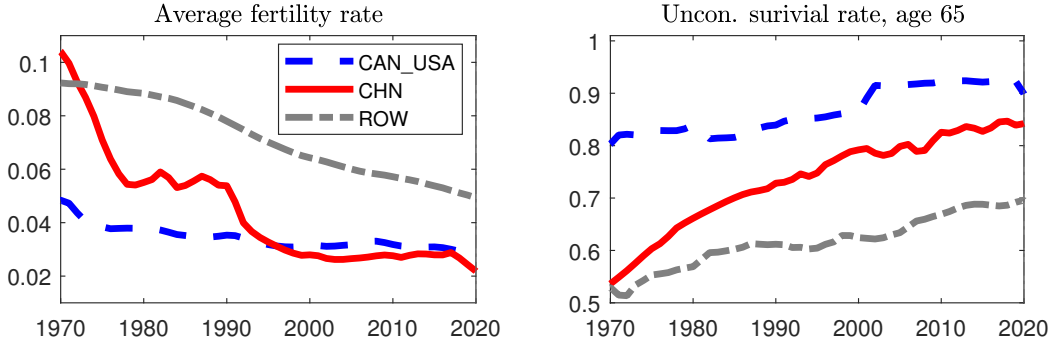 Average fertility rate
0.1
0.08
0.06
0.04
0.02
1970 1980 1990 2000 2010 2020
CAN_USA
CHN
ROW
Uncon. surivial rate, age 65
1
0.9
0.8
0.7
0.6
0.5
1970 1980 1990 2000 2010 2020